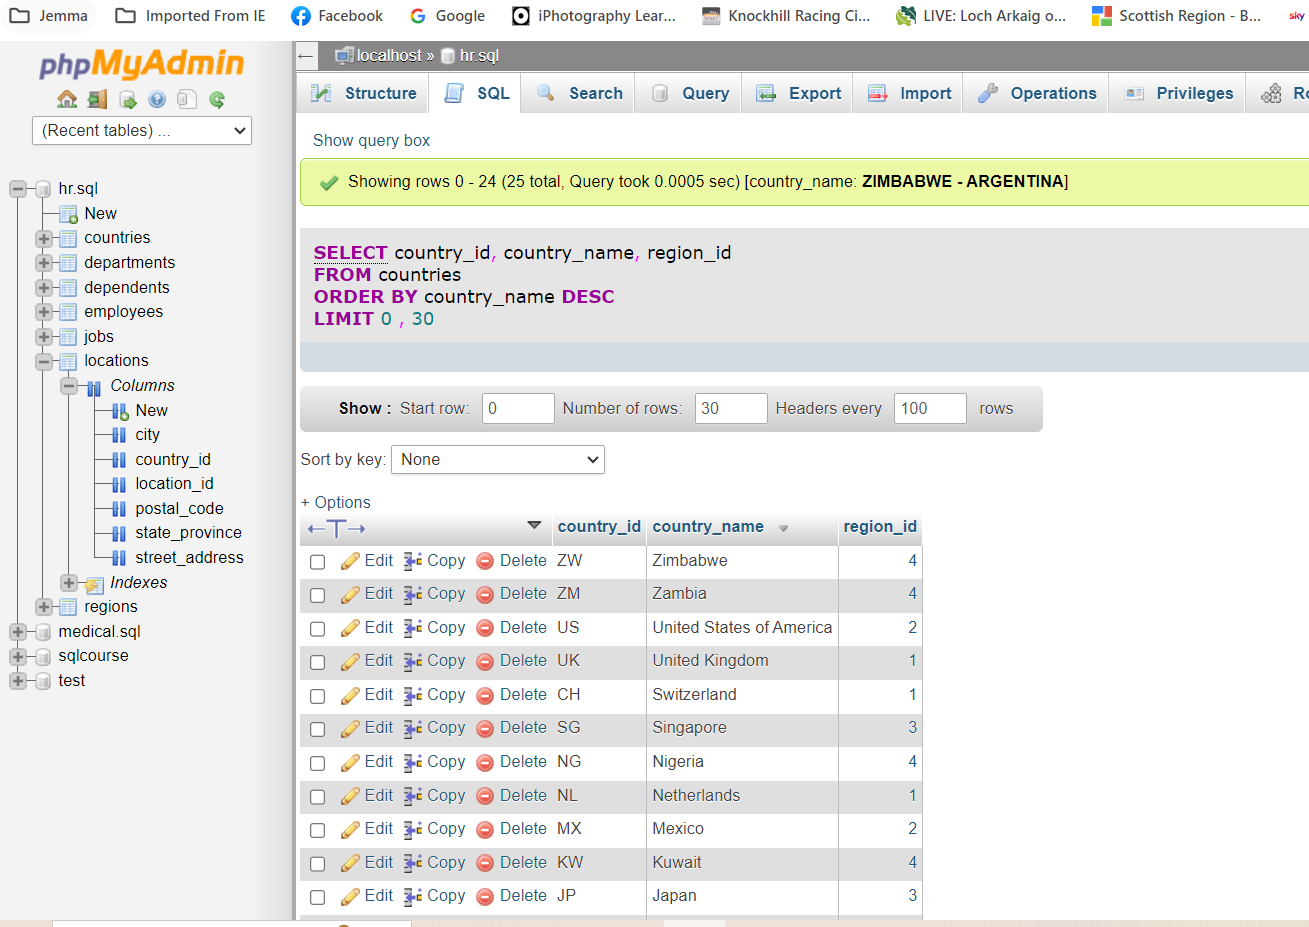 Jemma Imported From IE Facebook Google iPhotography Lear... Knockhill Racing Ci... LIVE: Loch Arkaig o... Scottish Region - B... sky
phpMyAdmin
(Recent tables) ...
hr.sql
New
countries
departments
dependents
employees
jobs
locations
Columns
New
city
country_id
location_id
postal_code
state_province
street_address
Indexes
regions
medical.sql
sqlcourse
test
localhost » hr.sql
Structure SQL Search Query Export Import Operations Privileges Ro
Show query box
Showing rows 0 - 24 (25 total, Query took 0.0005 sec) [country_name: ZIMBABWE - ARGENTINA]
SELECT country_id, country_name, region_id
FROM countries
ORDER BY country_name DESC
LIMIT 0 , 30
Show : Start row: 0 Number of rows: 30 Headers every 100 rows
Sort by key: None
+ Options
←T→ country_id country_name region_id
Edit Copy Delete ZW Zimbabwe 4
Edit Copy Delete ZM Zambia 4
Edit Copy Delete US United States of America 2
Edit Copy Delete UK United Kingdom 1
Edit Copy Delete CH Switzerland 1
Edit Copy Delete SG Singapore 3
Edit Copy Delete NG Nigeria 4
Edit Copy Delete NL Netherlands 1
Edit Copy Delete MX Mexico 2
Edit Copy Delete KW Kuwait 4
Edit Copy Delete JP Japan 3